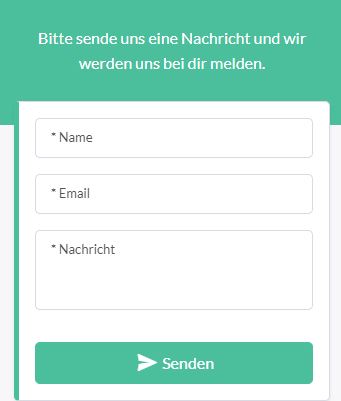 Bitte sende uns eine Nachricht und wir
werden uns bei dir melden.
* Name
* Email
* Nachricht
Senden